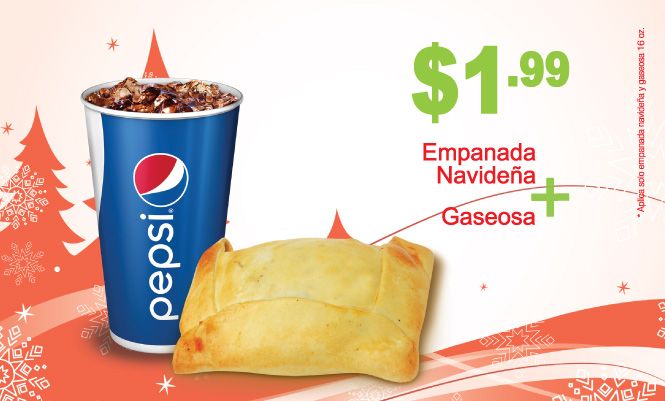 $1.99
Empanada
Navideña
+
Gaseosa
pepsi®
* Aplica solo empanada navideña y gaseosa 16 oz.